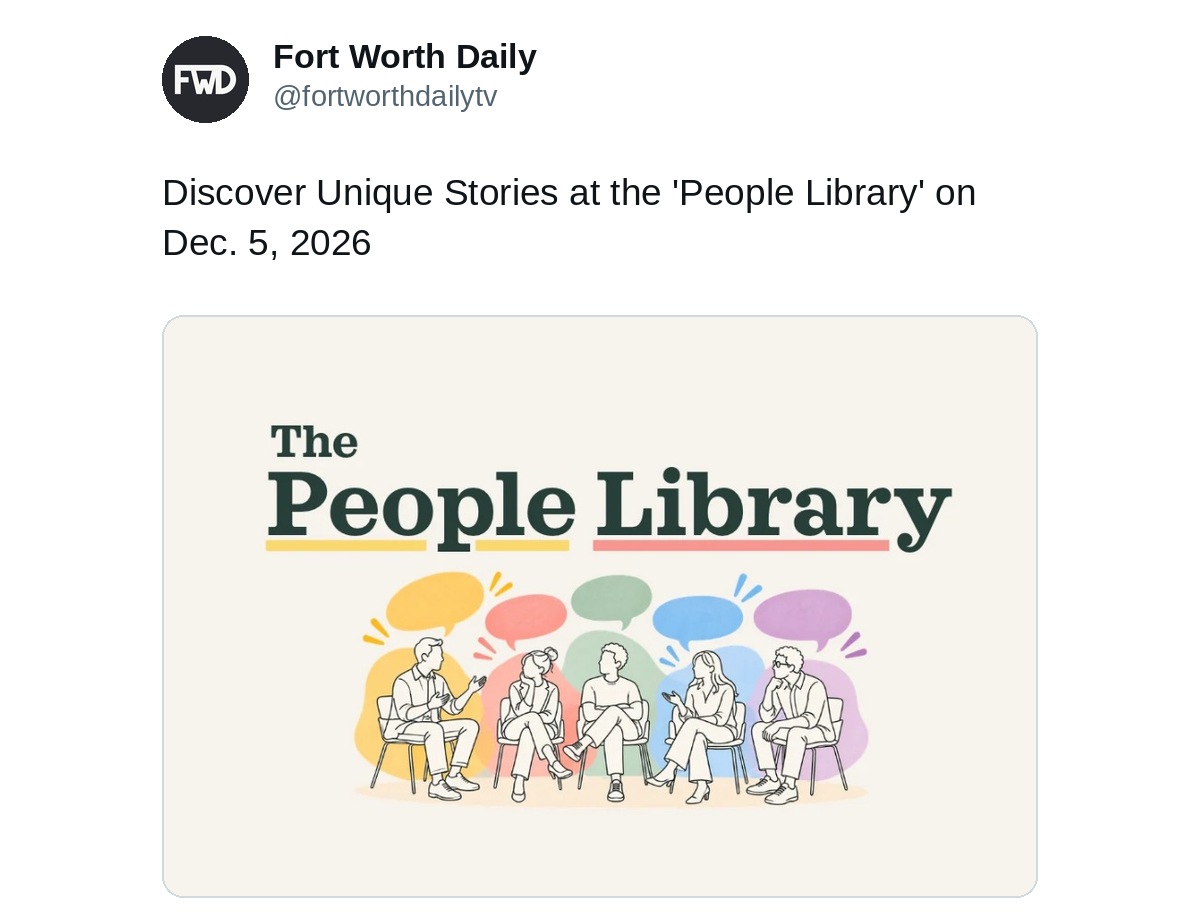 FWD
Fort Worth Daily
@fortworthdailytv
Discover Unique Stories at the 'People Library' on
Dec. 5, 2026
The
People Library